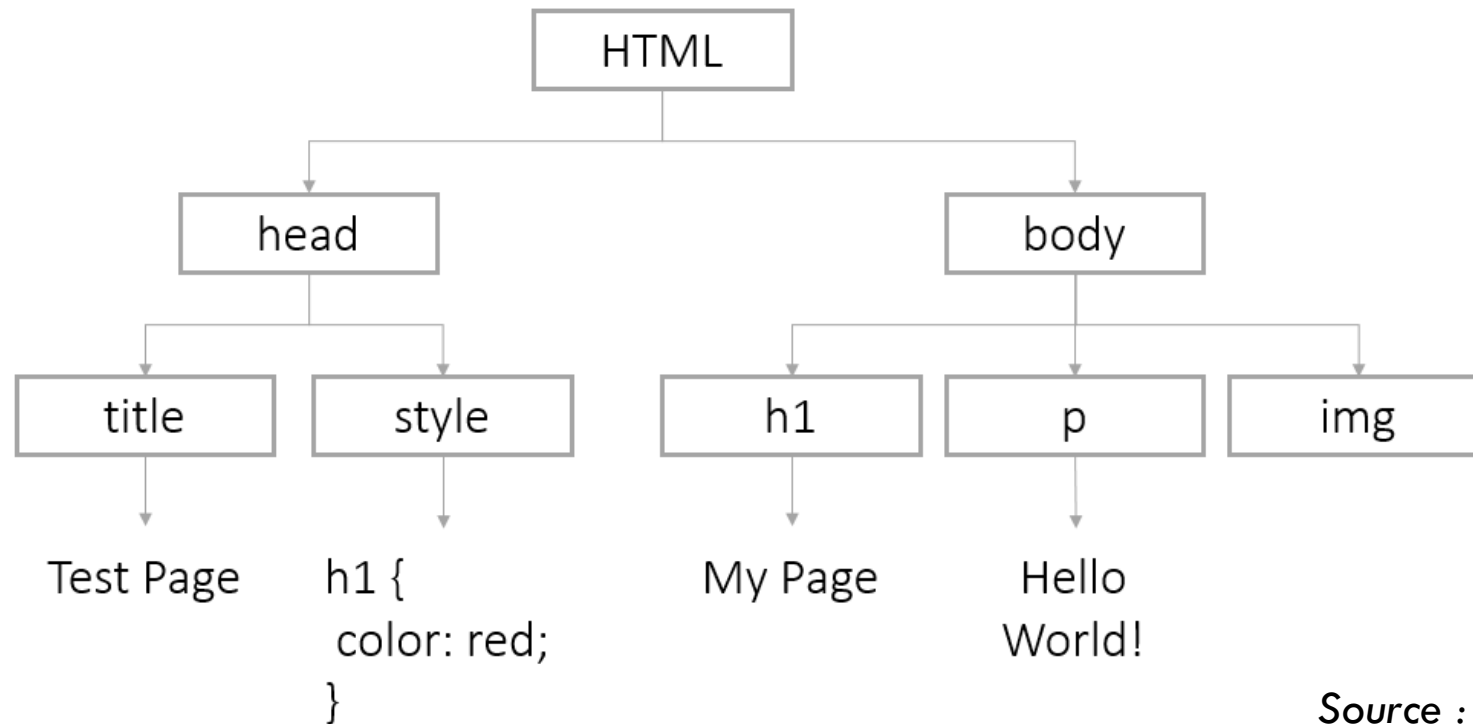 HTML
head
body
title
style
h1
p
img
Test Page
h1 {
color: red;
}
My Page
Hello
World!
Source :